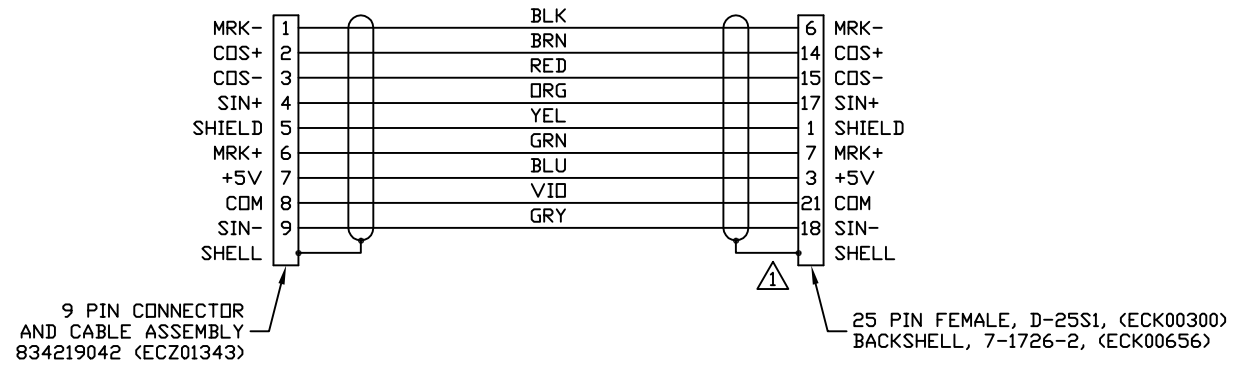 BLK
MRK- 1 6 MRK-
BRN
COS+ 2 14 COS+
RED
COS- 3 15 COS-
ORG
SIN+ 4 17 SIN+
YEL
SHIELD 5 1 SHIELD
GRN
MRK+ 6 7 MRK+
BLU
+5V 7 3 +5V
VIO
COM 8 21 COM
GRY
SIN- 9 18 SIN-
SHELL SHELL
1
9 PIN CONNECTOR
AND CABLE ASSEMBLY
834219042 (ECZ01343)
25 PIN FEMALE, D-25S1, (ECK00300)
BACKSHELL, 7-1726-2, (ECK00656)